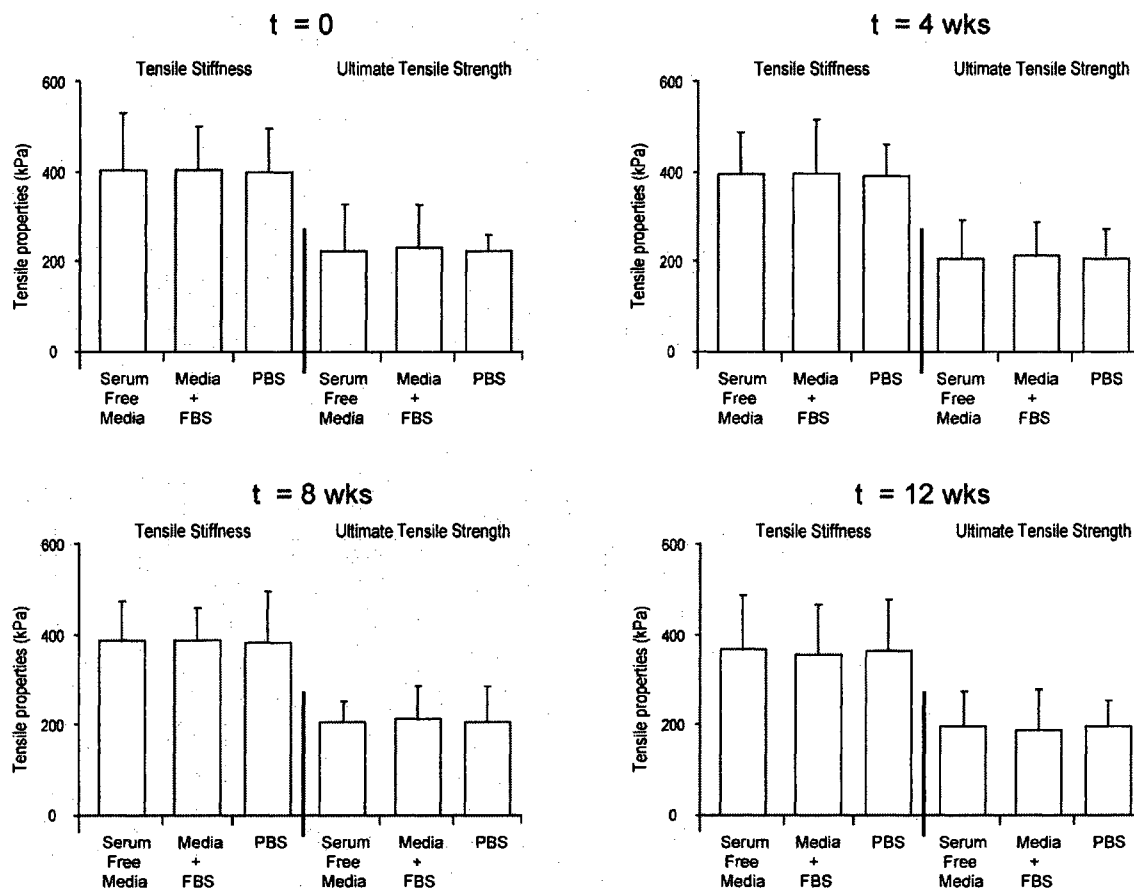 t = 0
Tensile Stiffness Ultimate Tensile Strength
Tensile properties (kPa)
600
400
200
0
Serum Free Media
Media + FBS
PBS
Serum Free Media
Media + FBS
PBS
t = 4 wks
Tensile Stiffness Ultimate Tensile Strength
Tensile properties (kPa)
600
400
200
0
Serum Free Media
Media + FBS
PBS
Serum Free Media
Media + FBS
PBS
t = 8 wks
Tensile Stiffness Ultimate Tensile Strength
Tensile properties (kPa)
600
400
200
0
Serum Free Media
Media + FBS
PBS
Serum Free Media
Media + FBS
PBS
t = 12 wks
Tensile Stiffness Ultimate Tensile Strength
Tensile properties (kPa)
600
400
200
0
Serum Free Media
Media + FBS
PBS
Serum Free Media
Media + FBS
PBS